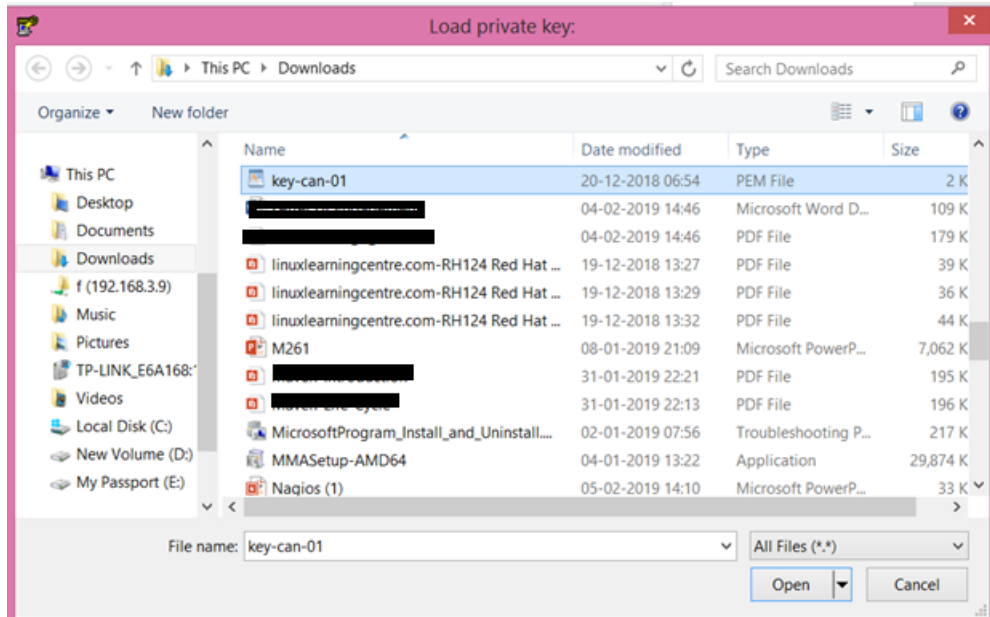 Load private key:
This PC Downloads Search Downloads
Organize New folder
Name Date modified Type Size
This PC
Desktop
Documents
Downloads
f (192.168.3.9)
Music
Pictures
TP-LINK_E6A168:
Videos
Local Disk (C:)
New Volume (D:)
My Passport (E:)
key-can-01 20-12-2018 06:54 PEM File 2 K
04-02-2019 14:46 Microsoft Word D... 109 K
04-02-2019 14:46 PDF File 179 K
linuxlearningcentre.com-RH124 Red Hat ... 19-12-2018 13:27 PDF File 39 K
linuxlearningcentre.com-RH124 Red Hat ... 19-12-2018 13:29 PDF File 36 K
linuxlearningcentre.com-RH124 Red Hat ... 19-12-2018 13:32 PDF File 44 K
M261 08-01-2019 21:09 Microsoft PowerP... 7,062 K
31-01-2019 22:21 PDF File 195 K
31-01-2019 22:13 PDF File 196 K
MicrosoftProgram_Install_and_Uninstall.... 02-01-2019 07:56 Troubleshooting P... 217 K
MMASetup-AMD64 04-01-2019 13:22 Application 29,874 K
Nagios (1) 05-02-2019 14:10 Microsoft PowerP... 33 K
File name: key-can-01 All Files (*.*)
Open Cancel